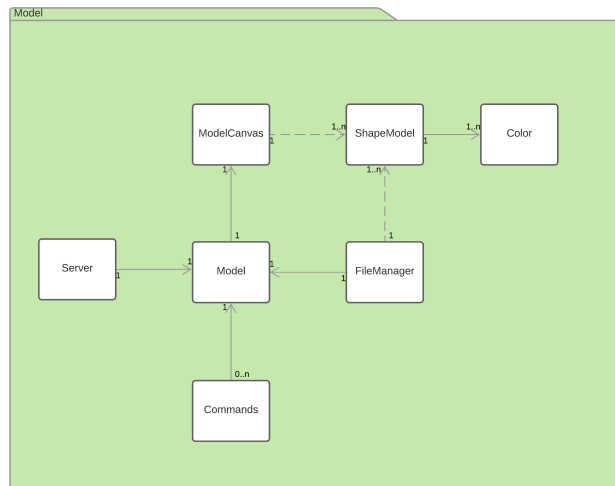 Model
ModelCanvas
1
1..n
ShapeModel
1
1..n
Color
1
1..n
1
1
Server
1
1
Model
1
1
FileManager
1
0..n
Commands